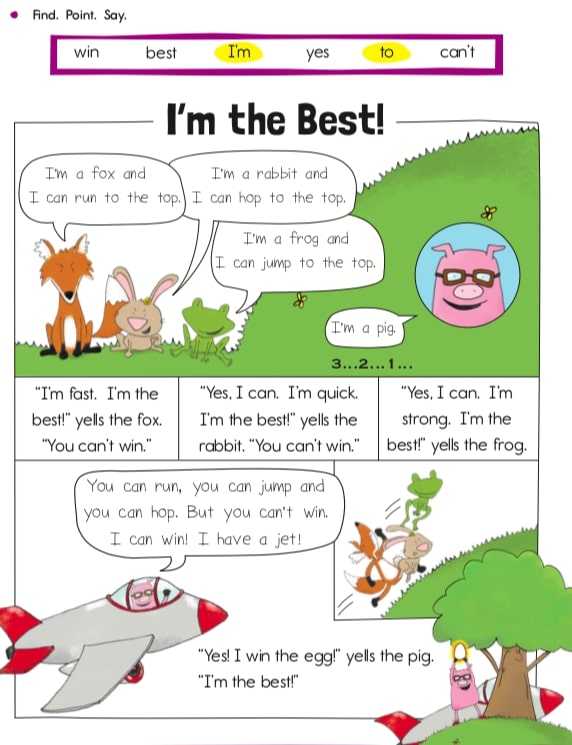 Find. Point. Say.
win best I'm yes to can't
I'm the Best!
I'm a fox and
I can run to the top.
I'm a rabbit and
I can hop to the top.
I'm a frog and
I can jump to the top.
I'm a pig.
3...2...1...
"I'm fast. I'm the
best!" yells the fox.
"You can't win."
"Yes, I can. I'm quick.
I'm the best!" yells the
rabbit. "You can't win."
"Yes, I can. I'm
strong. I'm the
best!" yells the frog.
You can run, you can jump and
you can hop. But you can't win.
I can win! I have a jet!
"Yes! I win the egg!" yells the pig.
"I'm the best!"